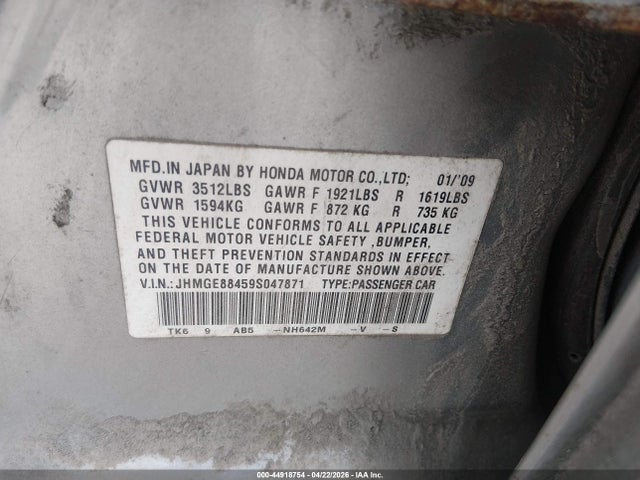 MFD.IN JAPAN BY HONDA MOTOR CO.,LTD; 01/'09
GVWR 3512LBS GAWR F 1921LBS R 1619LBS
GVWR 1594KG GAWR F 872 KG R 735 KG
THIS VEHICLE CONFORMS TO ALL APPLICABLE
FEDERAL MOTOR VEHICLE SAFETY ,BUMPER,
AND THEFT PREVENTION STANDARDS IN EFFECT
ON THE DATE OF MANUFACTURE SHOWN ABOVE.
V.I.N.:JHMGE88459S047871 TYPE:PASSENGER CAR
TK6 9 AB5 -NH642M -V -S
000-44918754 04/22/2026 IAA Inc. / IAA Holdings, LLC